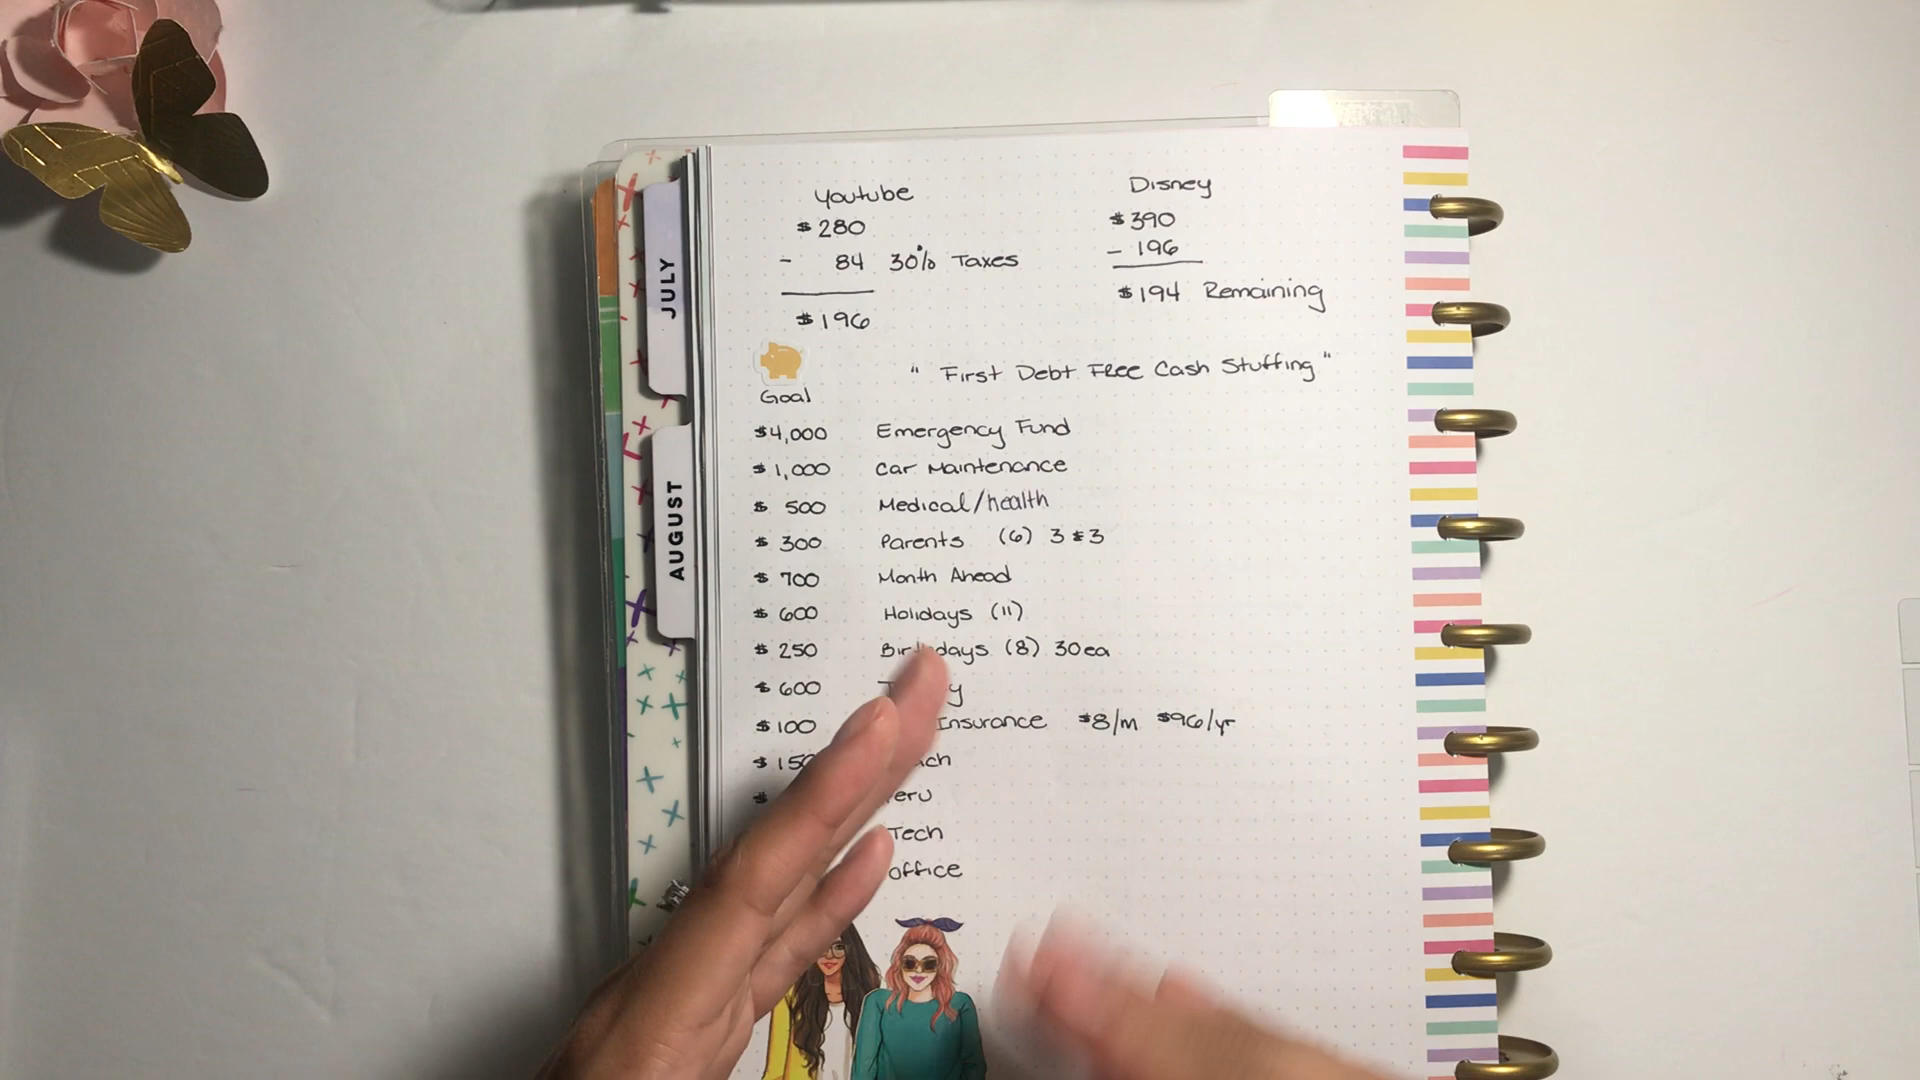 JULY
AUGUST
Youtube
$280
- 84 30% Taxes
$196
Disney
$390
- 196
$194 Remaining
" First Debt Free Cash Stuffing "
Goal
$4,000 Emergency Fund
$1,000 Car Maintenance
$ 500 Medical/health
$ 300 Parents (6) 3 & 3
$ 700 Month Ahead
$ 600 Holidays (11)
$ 250 Birthdays (8) 30ea
$ 600
$100 Insurance $8/m $96/yr
$
Tech
office